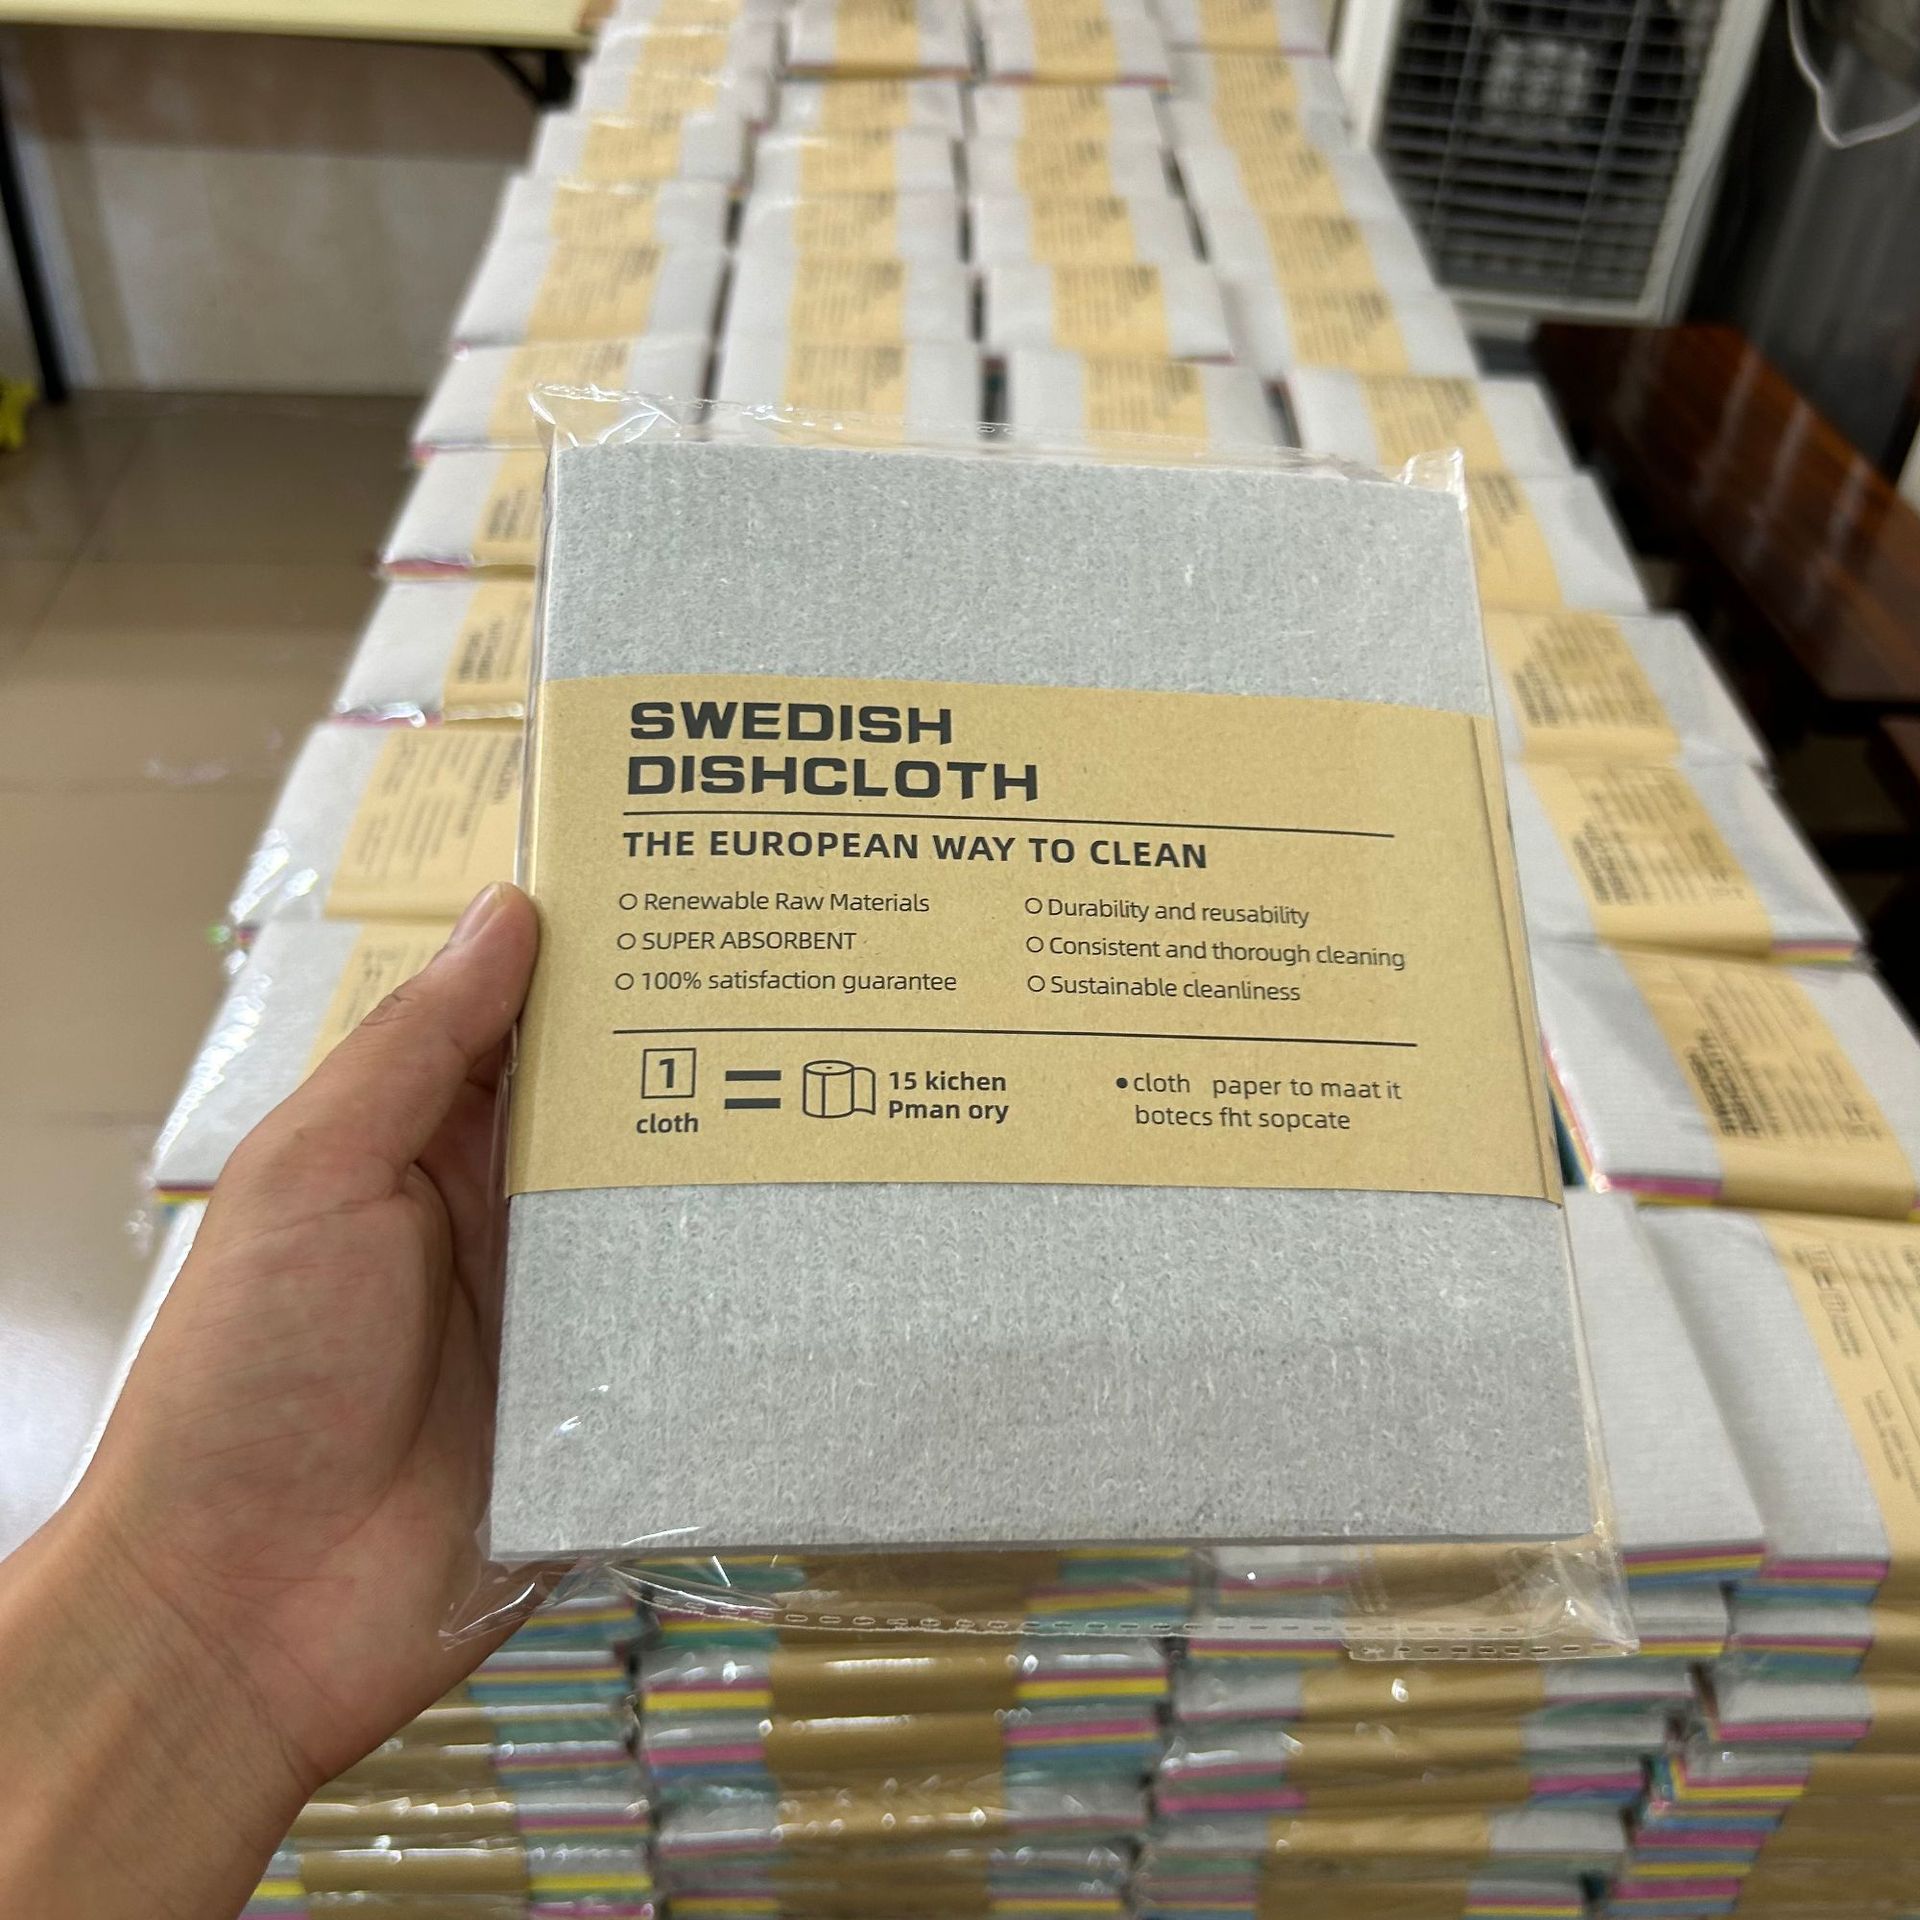 SWEDISH
DISHCLOTH
THE EUROPEAN WAY TO CLEAN
Renewable Raw Materials
SUPER ABSORBENT
100% satisfaction guarantee
Durability and reusability
Consistent and thorough cleaning
Sustainable cleanliness
1
cloth
15 kichen
Pman ory
cloth paper to maat it
botecs fht sopcate